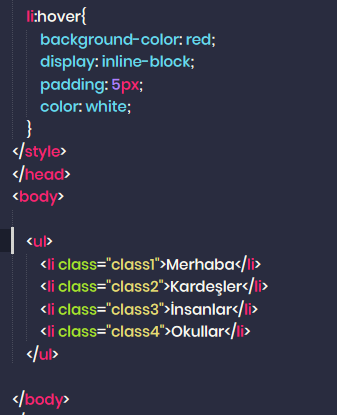 li:hover{
background-color: red;
display: inline-block;
padding: 5px;
color: white;
}
</style>
</head>
<body>
<ul>
<li class="class1">Merhaba</li>
<li class="class2">Kardeşler</li>
<li class="class3">İnsanlar</li>
<li class="class4">Okullar</li>
</ul>
</body>